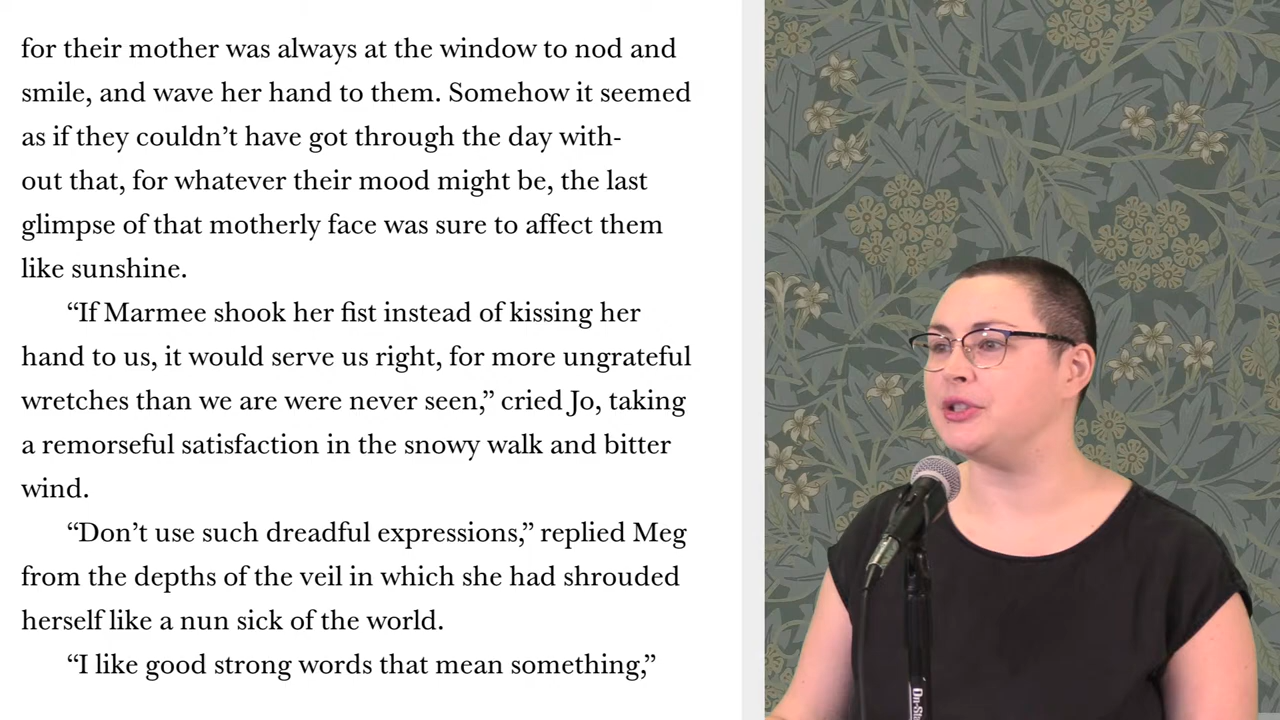 for their mother was always at the window to nod and
smile, and wave her hand to them. Somehow it seemed
as if they couldn’t have got through the day with-
out that, for whatever their mood might be, the last
glimpse of that motherly face was sure to affect them
like sunshine.
“If Marmee shook her fist instead of kissing her
hand to us, it would serve us right, for more ungrateful
wretches than we are were never seen,” cried Jo, taking
a remorseful satisfaction in the snowy walk and bitter
wind.
“Don’t use such dreadful expressions,” replied Meg
from the depths of the veil in which she had shrouded
herself like a nun sick of the world.
“I like good strong words that mean something,”